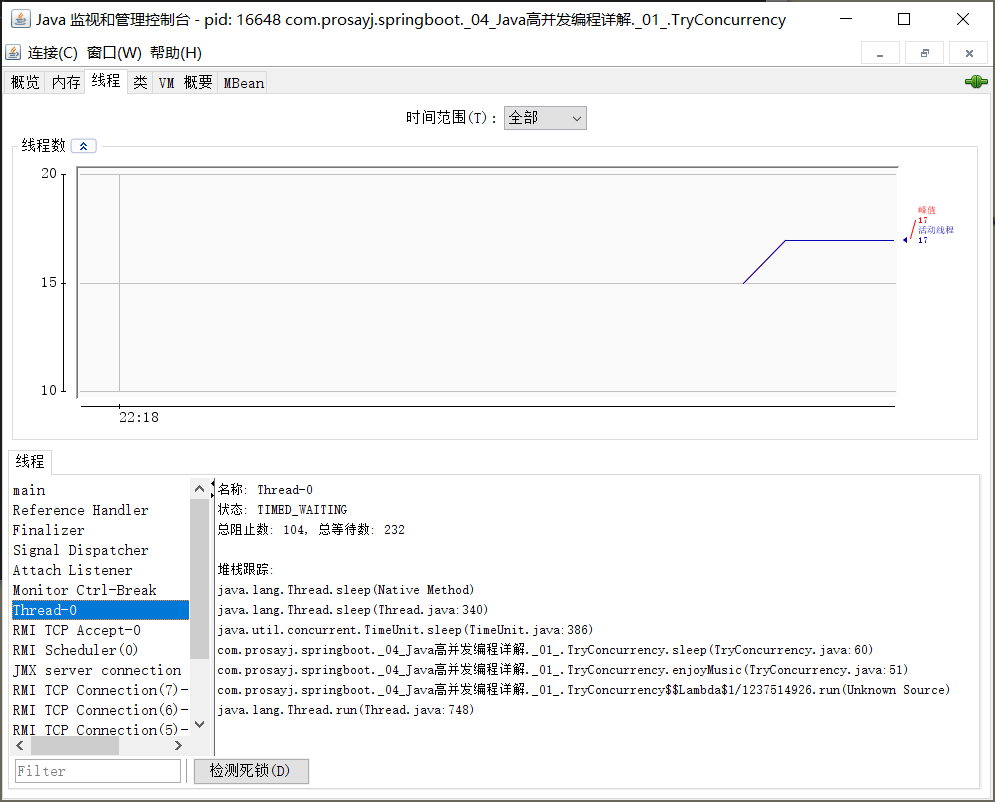 Java 监视和管理控制台 - pid: 16648 com.prosayj.springboot._04_Java高并发编程详解._01_.TryConcurrency
连接(C) 窗口(W) 帮助(H)
概览 内存 线程 类 VM 概要 MBean
时间范围(T): 全部
线程数
20
15
10
22:18
峰值
17
活动线程
17
线程
main
Reference Handler
Finalizer
Signal Dispatcher
Attach Listener
Monitor Ctrl-Break
Thread-0
RMI TCP Accept-0
RMI Scheduler(0)
JMX server connection
RMI TCP Connection(7)-
RMI TCP Connection(6)-
RMI TCP Connection(5)-
名称: Thread-0
状态: TIMED_WAITING
总阻止数: 104, 总等待数: 232
堆栈跟踪:
java.lang.Thread.sleep(Native Method)
java.lang.Thread.sleep(Thread.java:340)
java.util.concurrent.TimeUnit.sleep(TimeUnit.java:386)
com.prosayj.springboot._04_Java高并发编程详解._01_.TryConcurrency.sleep(TryConcurrency.java:60)
com.prosayj.springboot._04_Java高并发编程详解._01_.TryConcurrency.enjoyMusic(TryConcurrency.java:51)
com.prosayj.springboot._04_Java高并发编程详解._01_.TryConcurrency$$Lambda$1/1237514926.run(Unknown Source)
java.lang.Thread.run(Thread.java:748)
Filter
检测死锁(D)